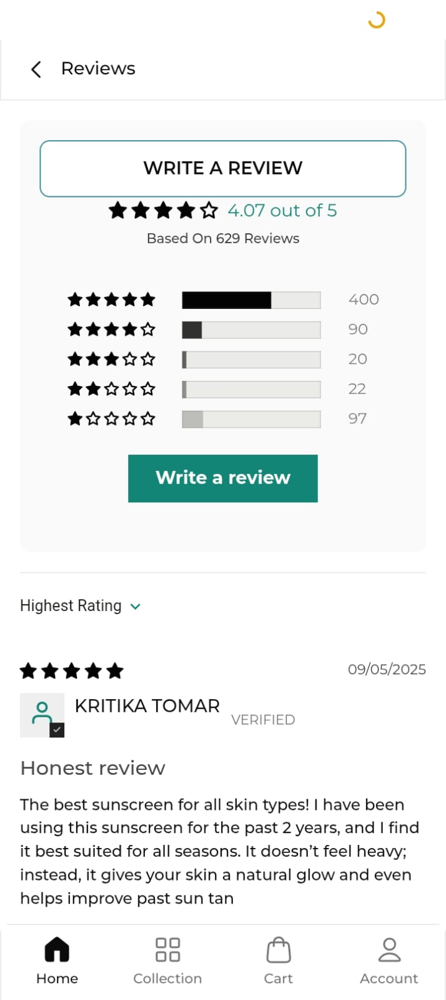 Reviews
WRITE A REVIEW
4.07 out of 5
Based On 629 Reviews
400
90
20
22
97
Write a review
Highest Rating
09/05/2025
KRITIKA TOMAR
VERIFIED
Honest review
The best sunscreen for all skin types! I have been
using this sunscreen for the past 2 years, and I find
it best suited for all seasons. It doesn’t feel heavy;
instead, it gives your skin a natural glow and even
helps improve past sun tan
Home Collection Cart Account